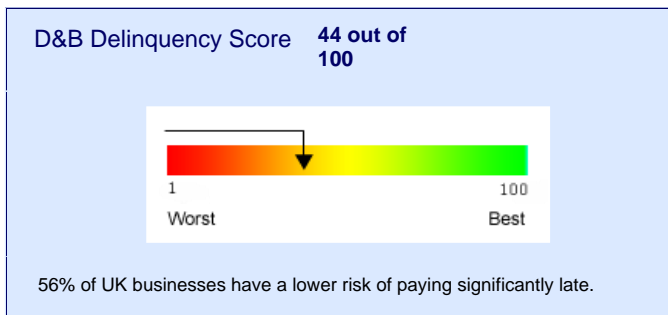 D&B Delinquency Score 44 out of
100
1 100
Worst Best
56% of UK businesses have a lower risk of paying significantly late.